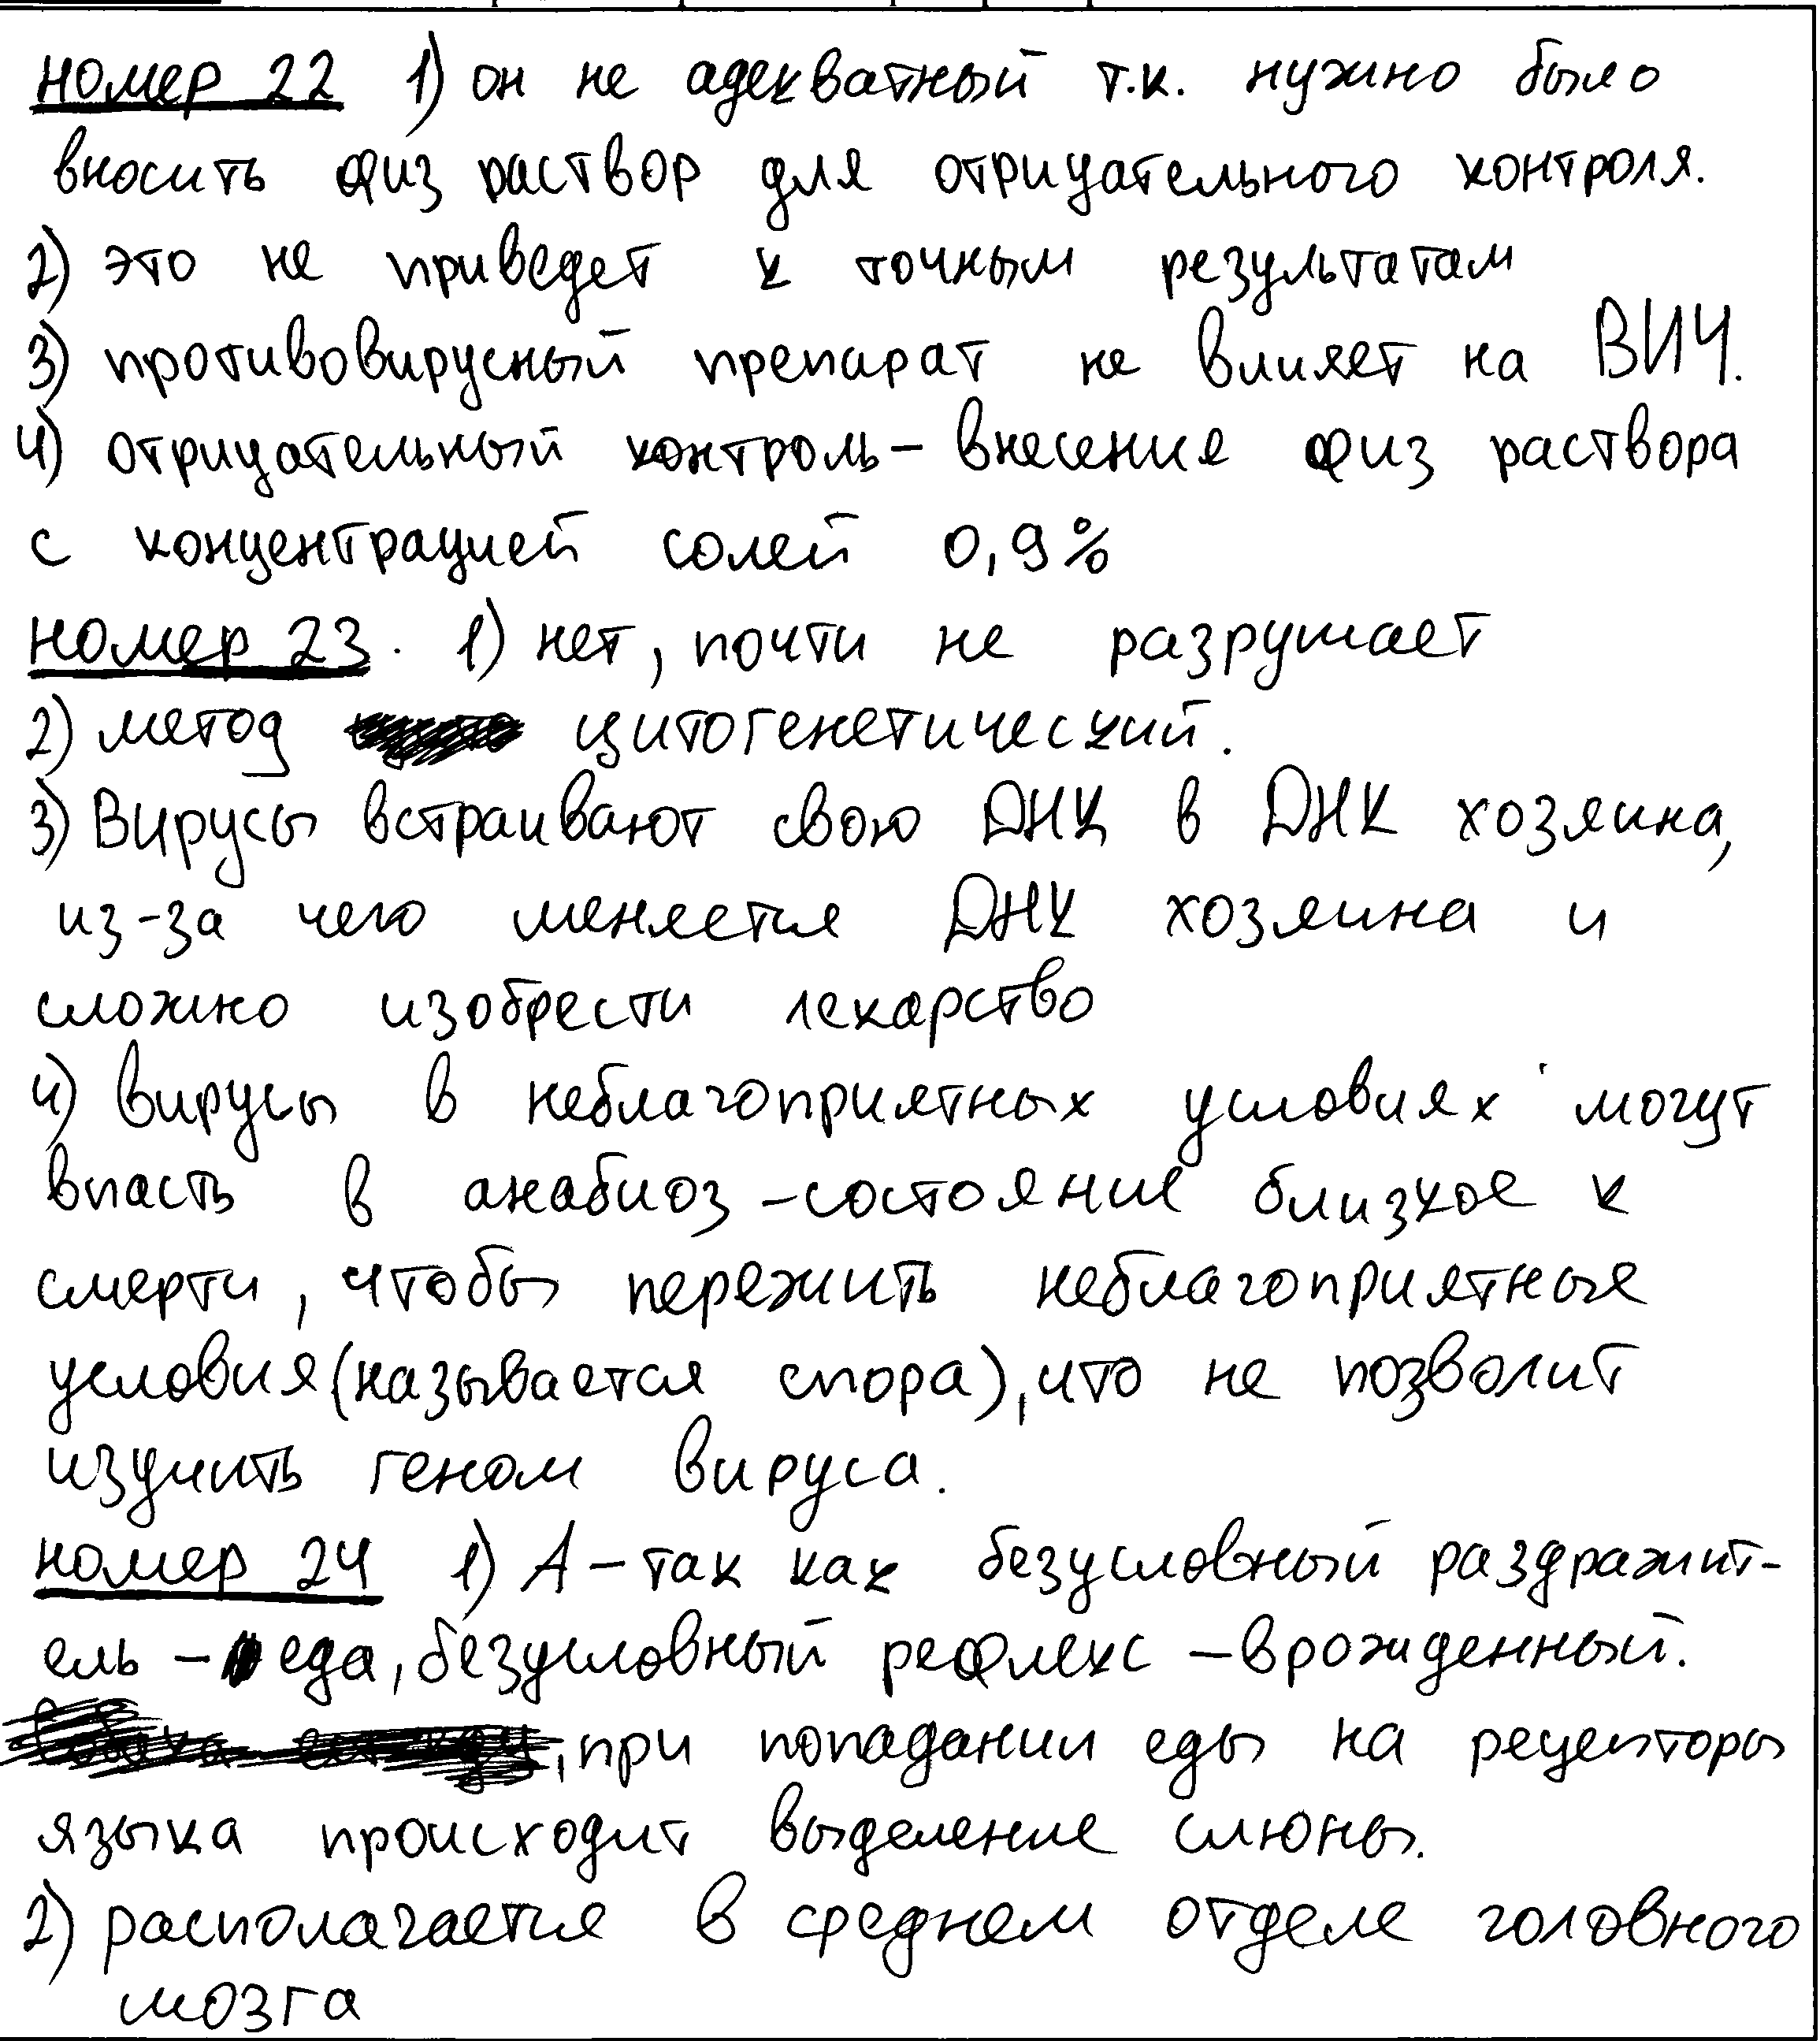 номер 22 1) он не адекватный т.к. нужно было
вносить физ раствор для отрицательного контроля.
2) это не приведет к точным результатам
3) противовирусный препарат не влияет на ВИЧ.
4) отрицательный контроль – внесение физ раствора
с концентрацией солей 0,9%
номер 23. 1) нет, почти не разрушает
2) метод цитогенетический.
3) Вирусы встраивают свою ДНК в ДНК хозяина,
из-за чего меняется ДНК хозяина и
сложно изобрести лекарство
4) вирусы в неблагоприятных условиях могут
впасть в анабиоз – состояние близкое к
смерти, чтобы пережить неблагоприятные
условия (называется спора), что не позволит
изучить геном вируса.
номер 24 1) А – так как безусловный раздражит-
ель – еда, безусловный рефлекс – врожденный.
, при попадании еды на рецепторы
языка происходит выделение слюны.
2) располагается в среднем отделе головного
мозга